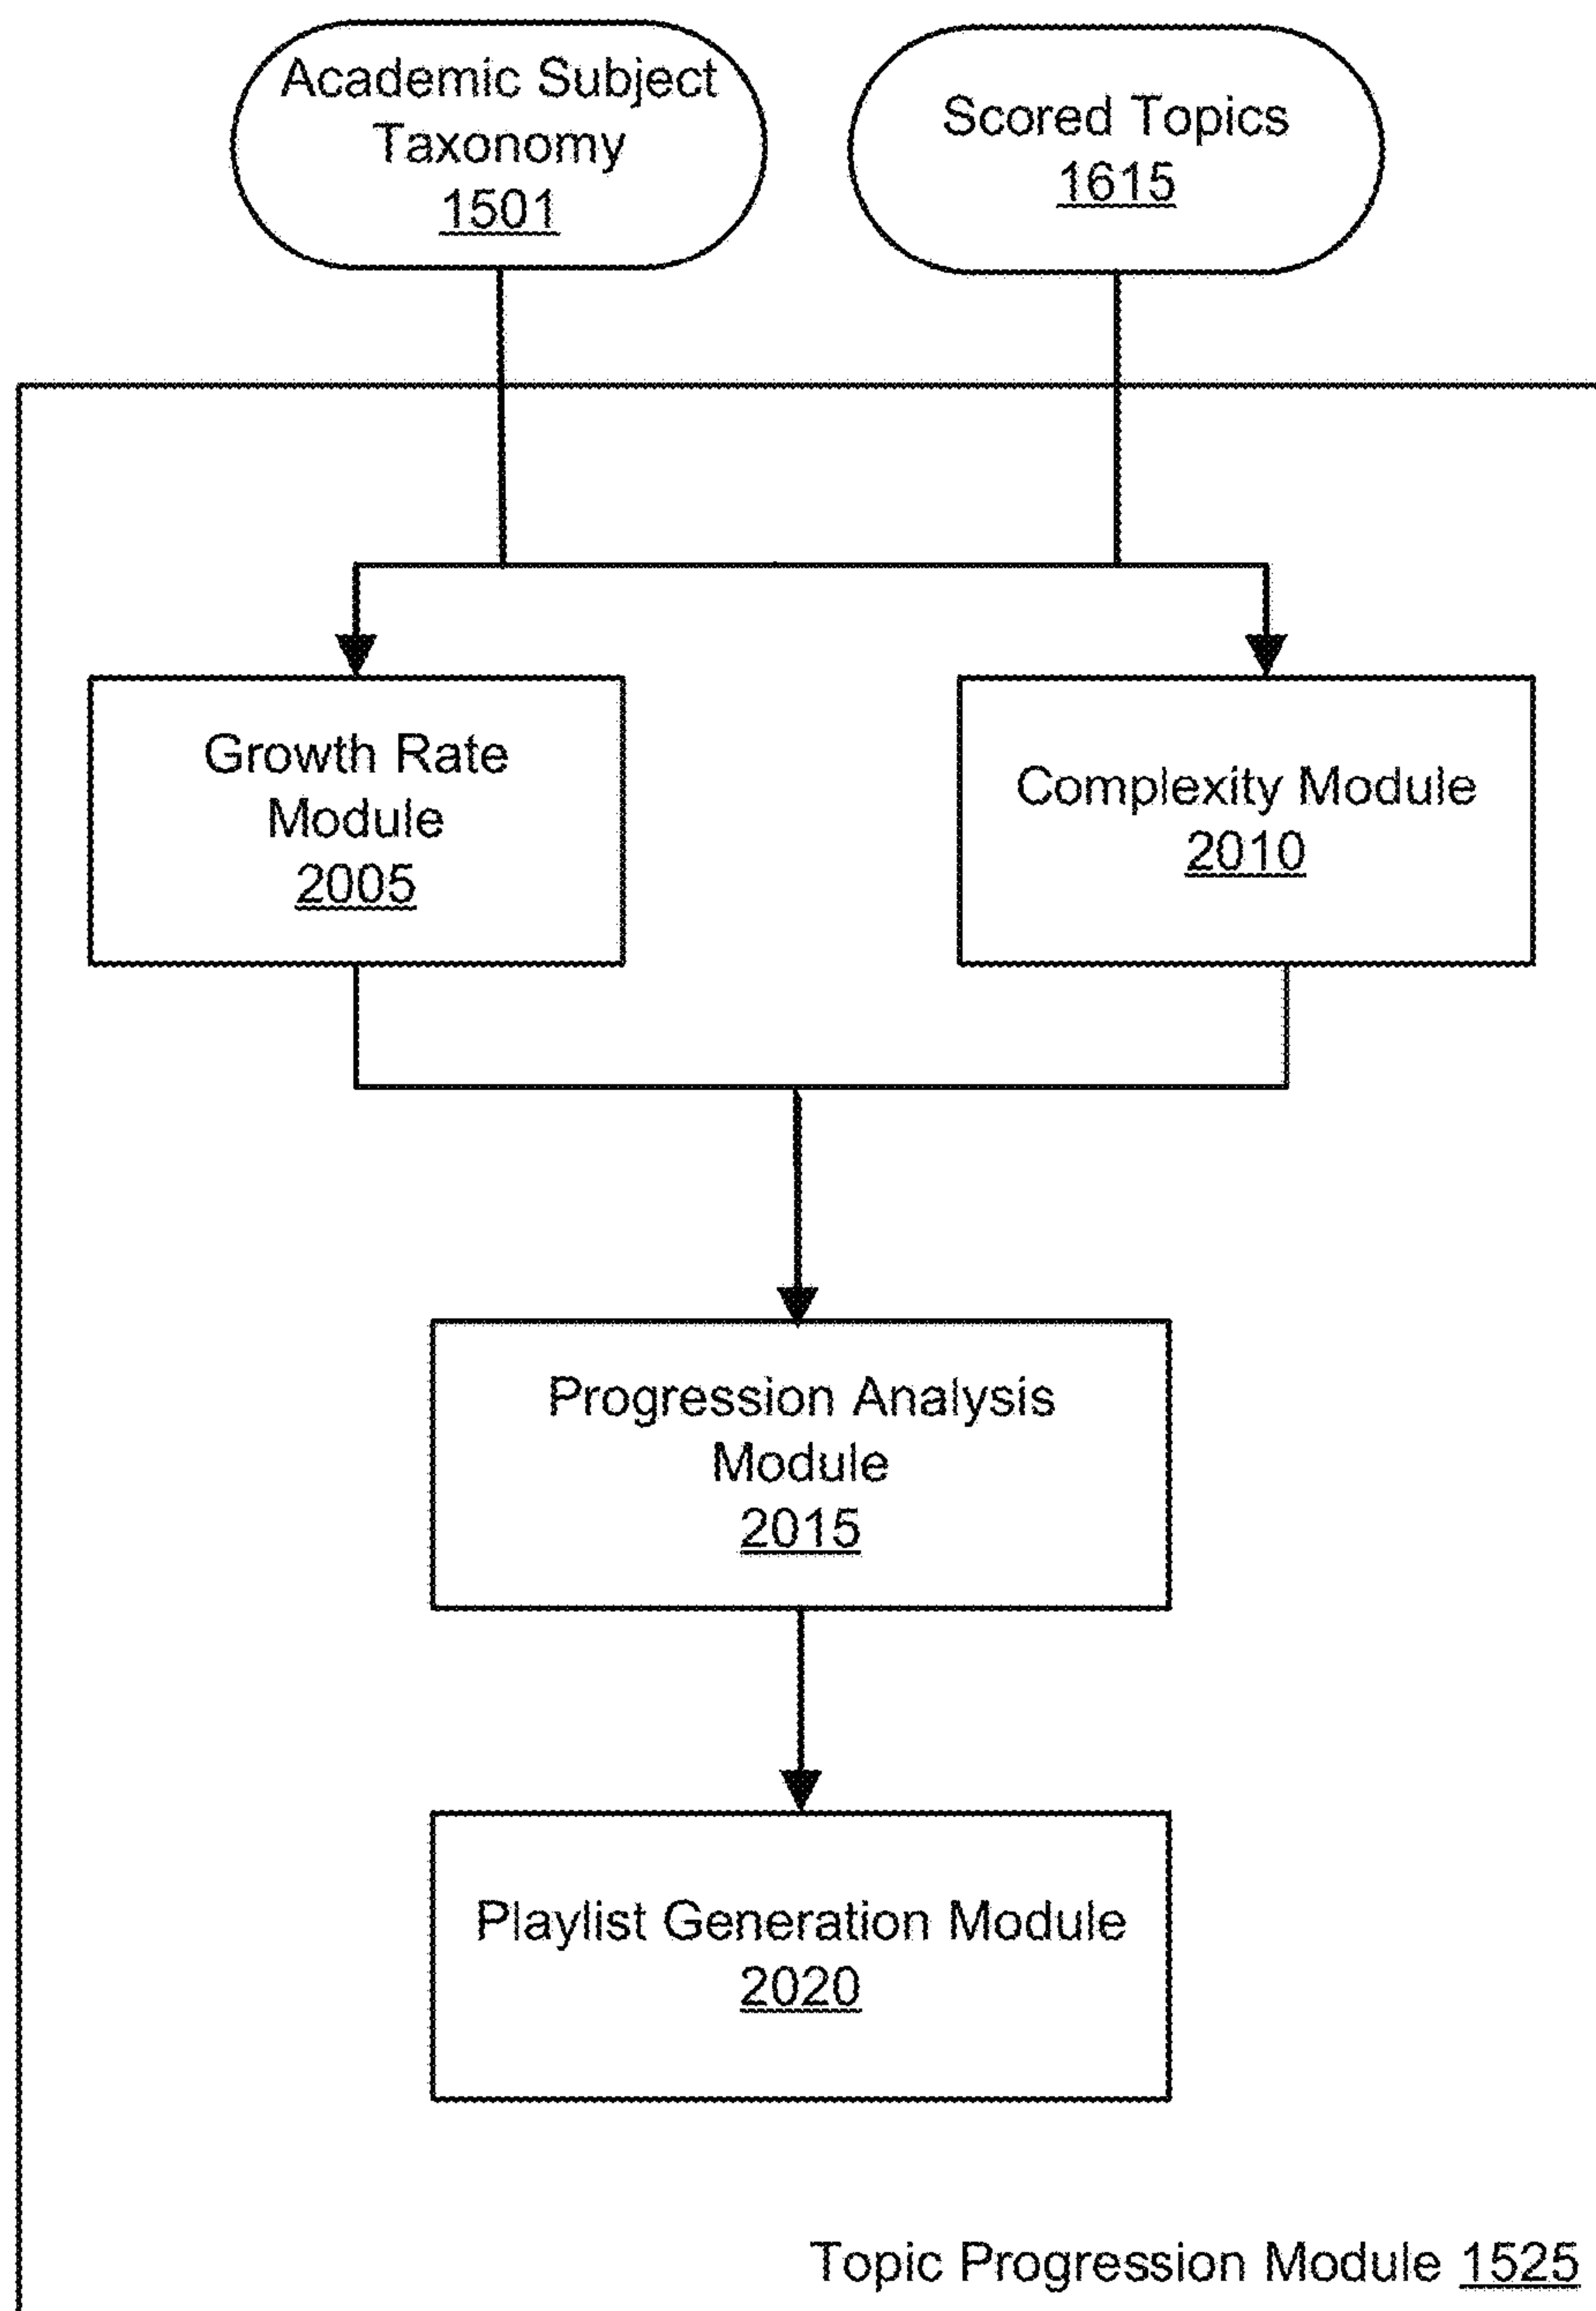 Academic Subject
Taxonomy
1501
Scored Topics
1615
Growth Rate
Module
2005
Complexity Module
2010
Progression Analysis
Module
2015
Playlist Generation Module
2020
Topic Progression Module 1525